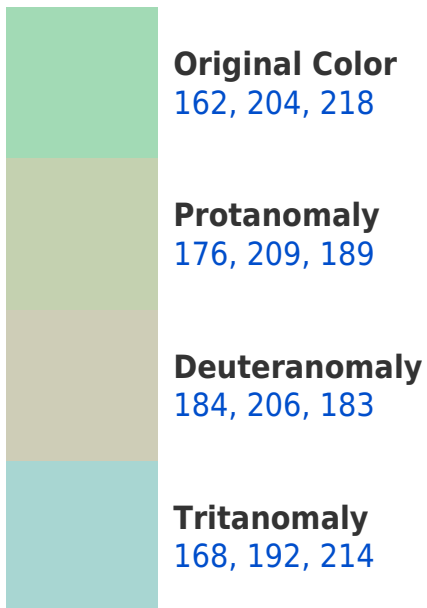 Original Color
162, 204, 218
Protanomaly
176, 209, 189
Deuteranomaly
184, 206, 183
Tritanomaly
168, 192, 214